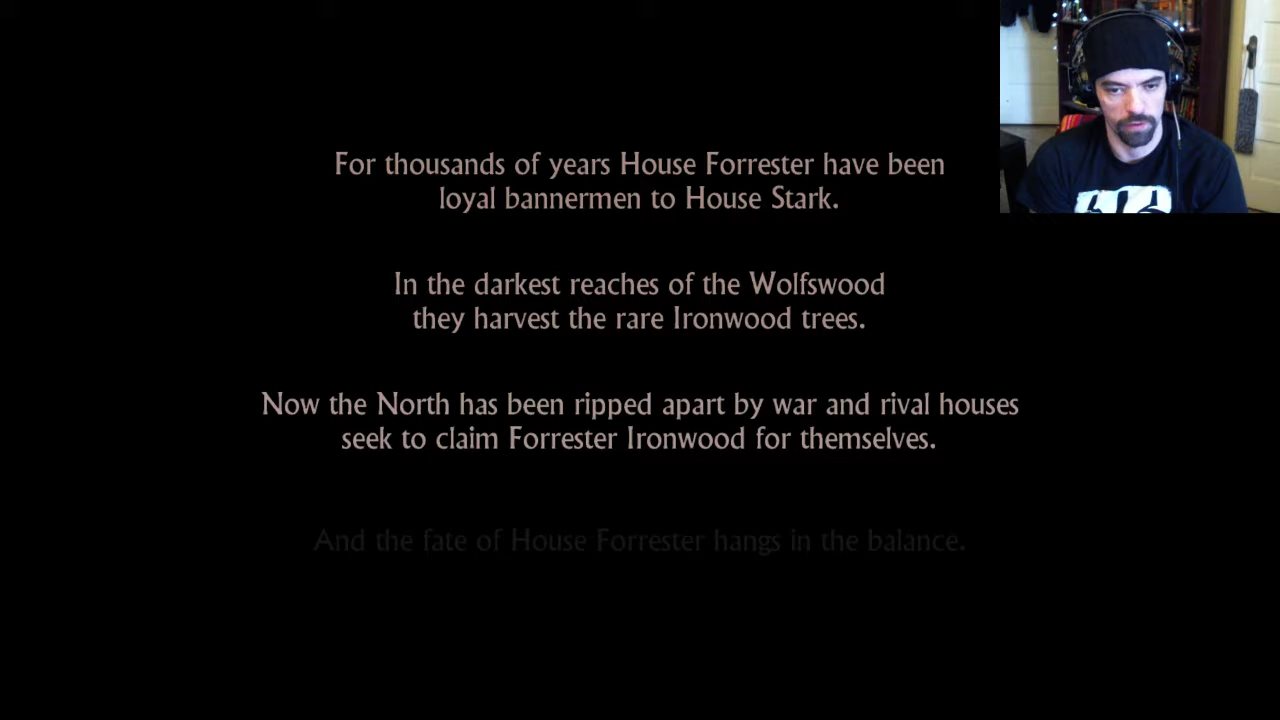 For thousands of years House Forrester have been
loyal bannermen to House Stark.
In the darkest reaches of the Wolfswood
they harvest the rare Ironwood trees.
Now the North has been ripped apart by war and rival houses
seek to claim Forrester Ironwood for themselves.
And the fate of House Forrester hangs in the balance.